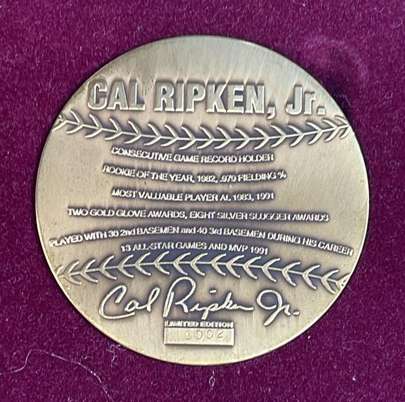 CAL RIPKEN, Jr.
CONSECUTIVE GAME RECORD HOLDER
ROOKIE OF THE YEAR, 1982, .979 FIELDING %
MOST VALUABLE PLAYER AL 1983, 1991
TWO GOLD GLOVE AWARDS, EIGHT SILVER SLUGGER AWARDS
PLAYED WITH 30 2nd BASEMEN and 40 3rd BASEMEN DURING HIS CAREER
13 ALL-STAR GAMES AND MVP 1991
Cal Ripken Jr.
LIMITED EDITION